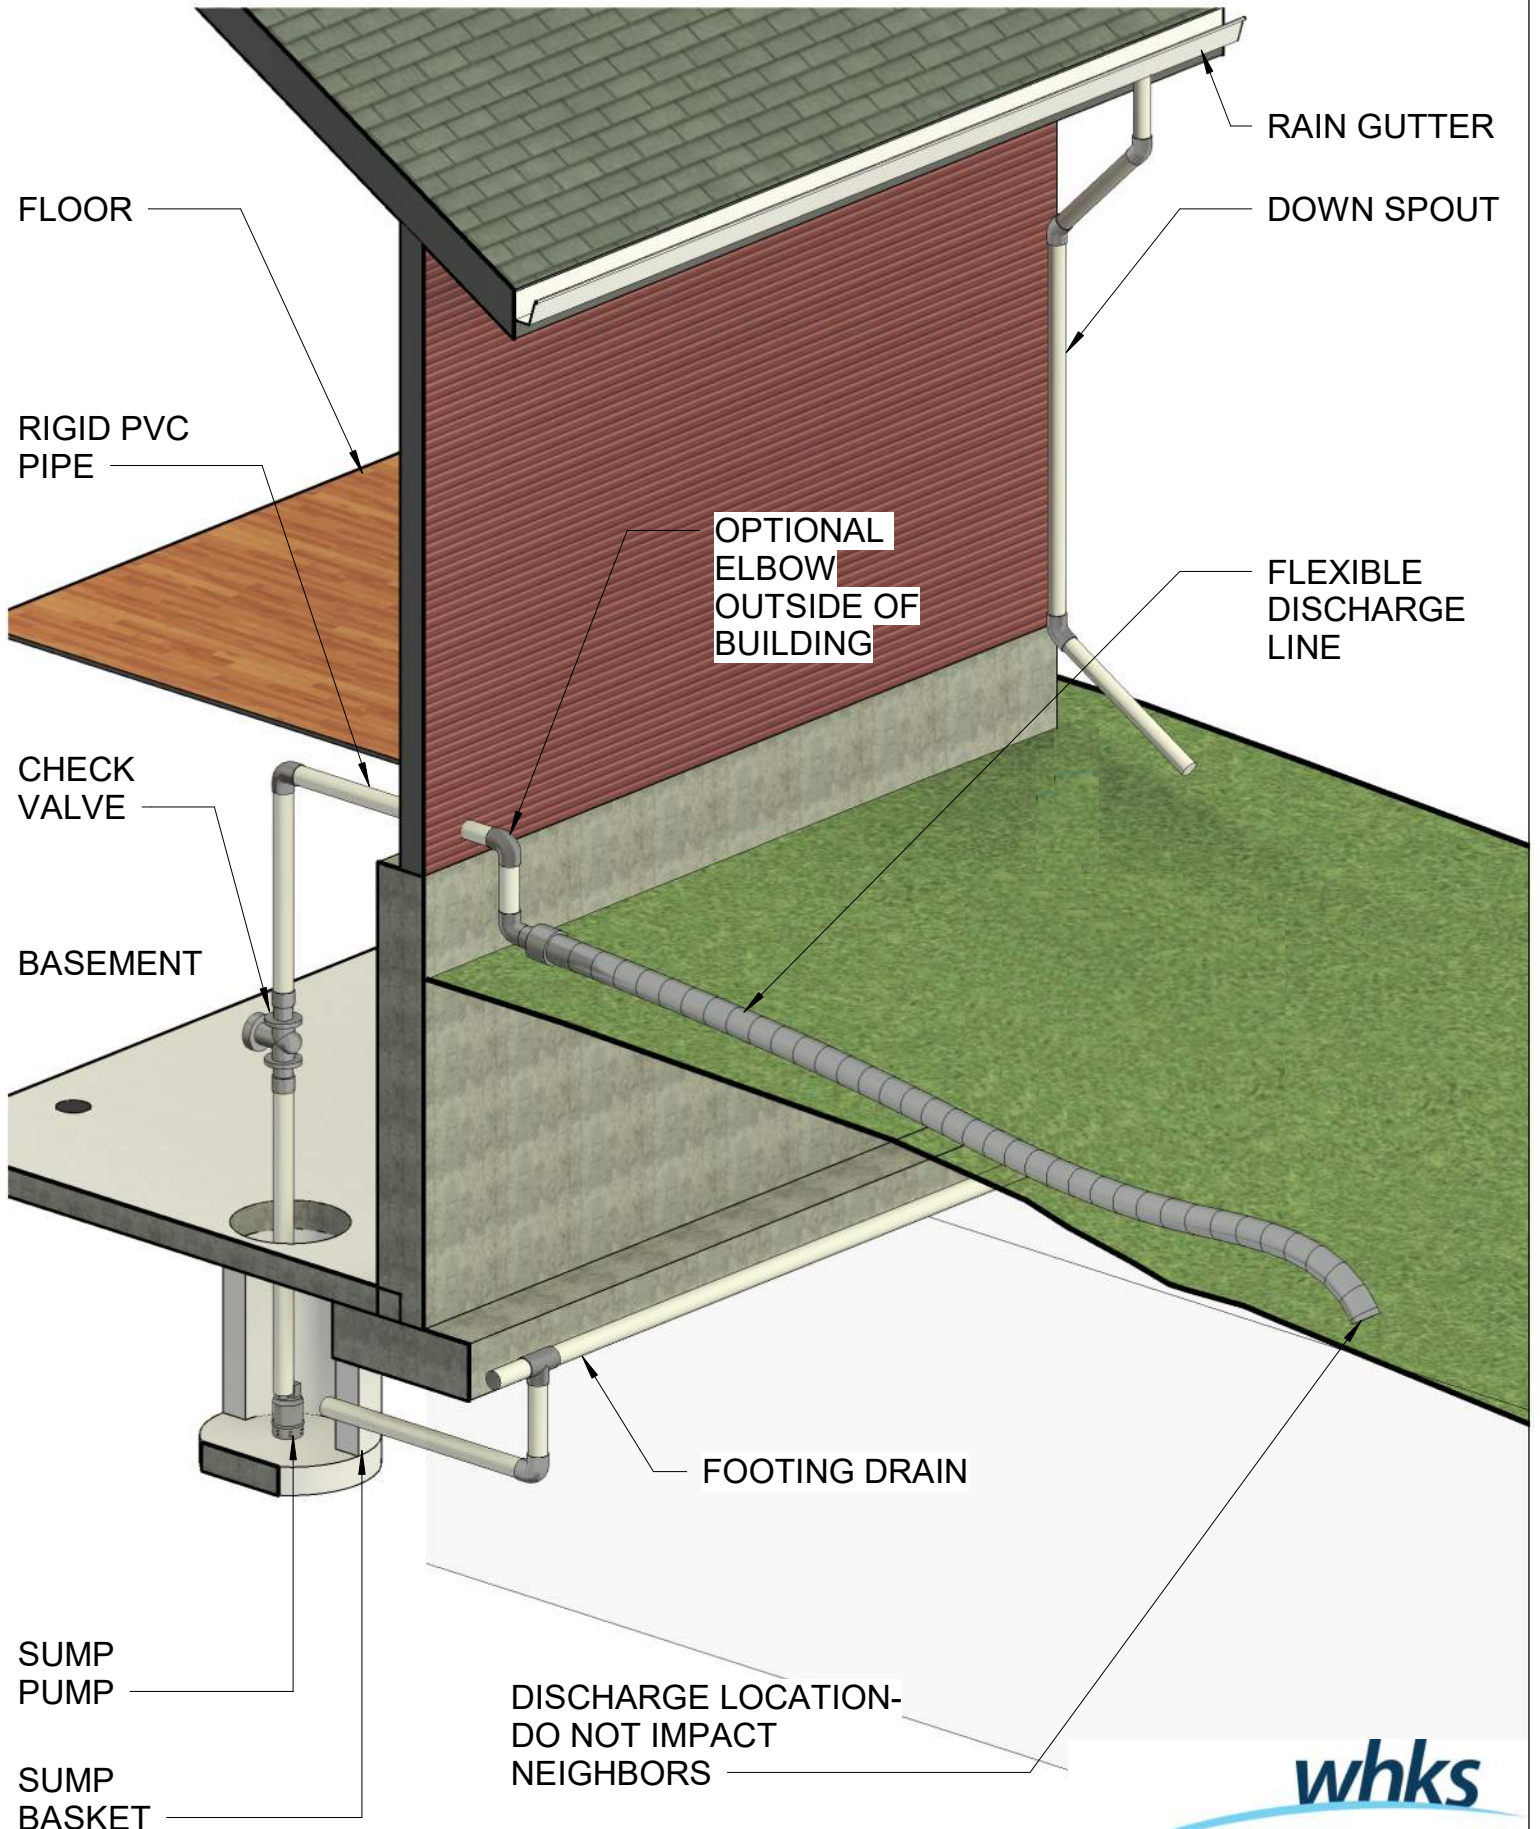 RAIN GUTTER
FLOOR
DOWN SPOUT
RIGID PVC
PIPE
OPTIONAL
ELBOW
OUTSIDE OF
BUILDING
FLEXIBLE
DISCHARGE
LINE
CHECK
VALVE
BASEMENT
FOOTING DRAIN
SUMP
PUMP
DISCHARGE LOCATION-
DO NOT IMPACT
NEIGHBORS
SUMP
BASKET
whks